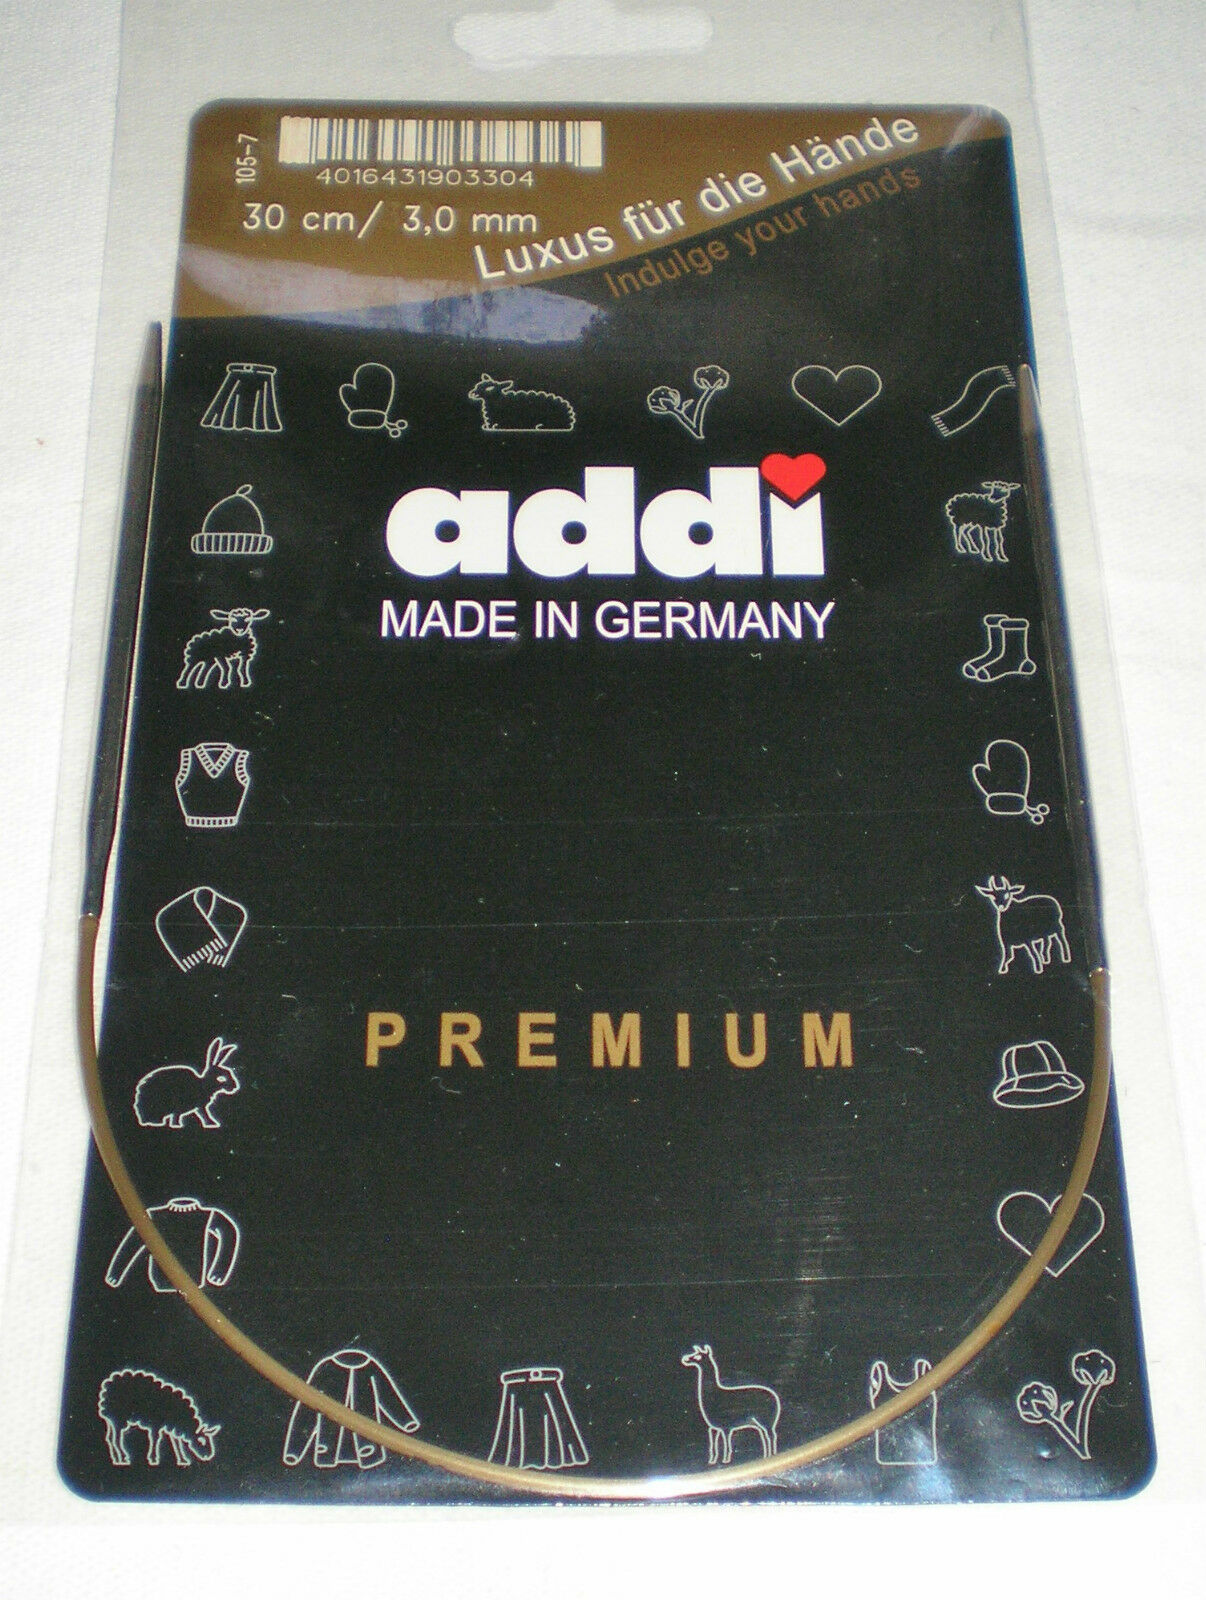 105-7
4016431903304
30 cm/ 3,0 mm
Luxus für die Hände
Indulge your hands
addi
MADE IN GERMANY
PREMIUM